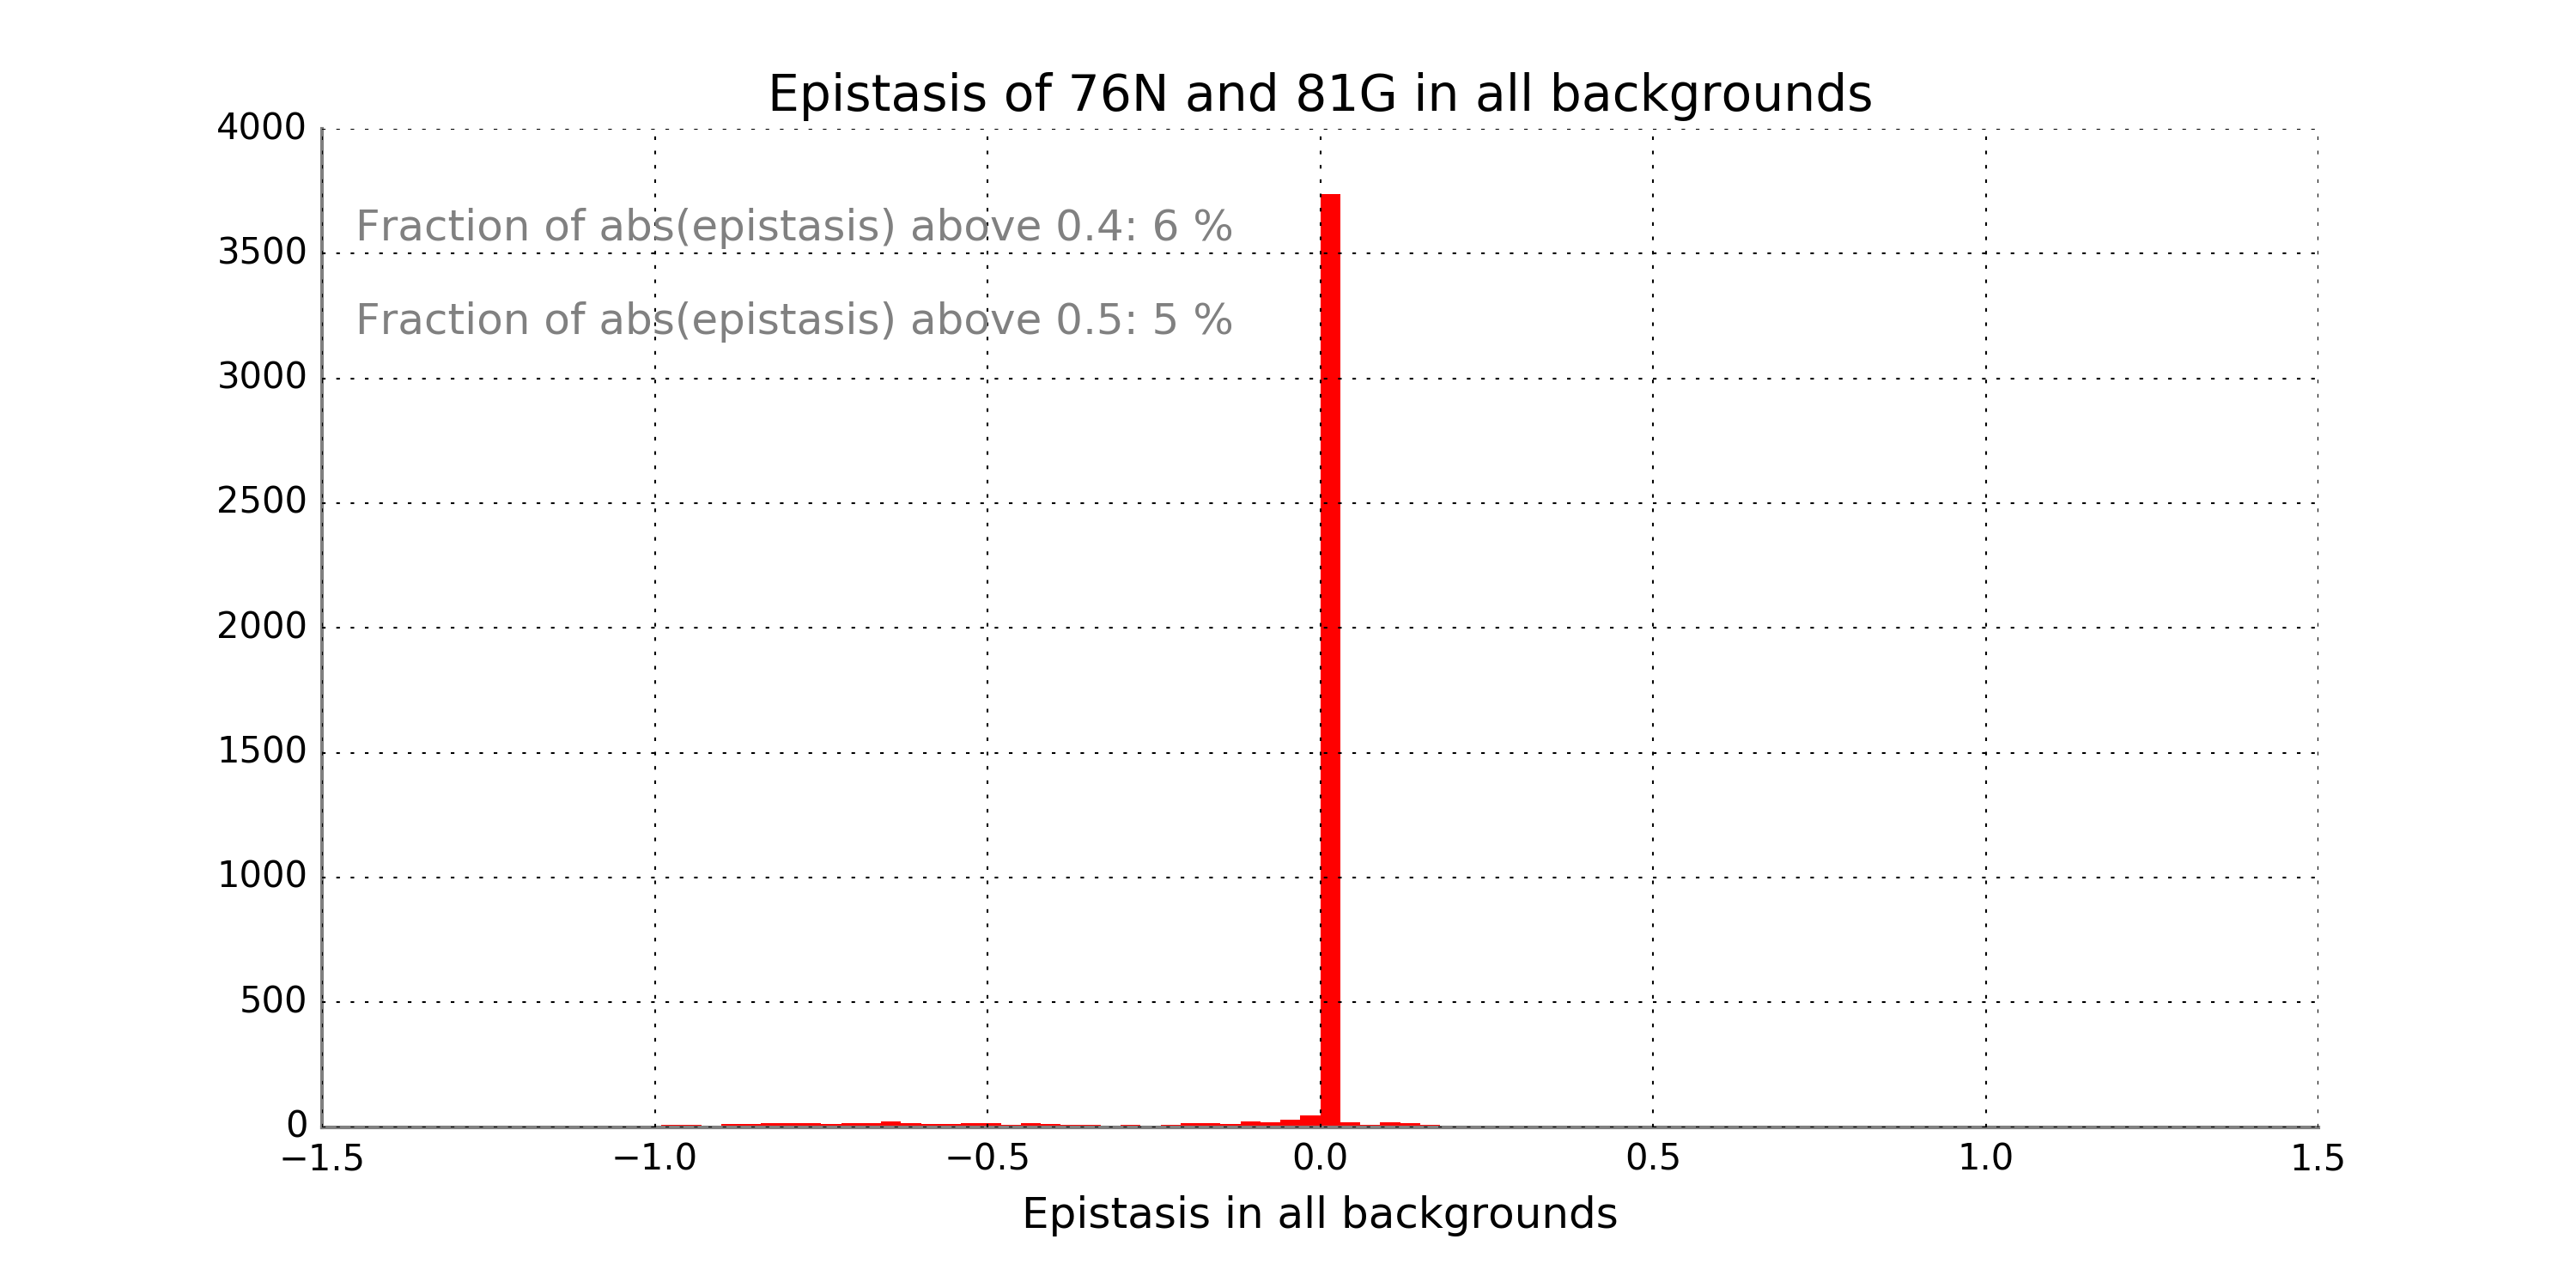 Epistasis of 76N and 81G in all backgrounds
4000
Fraction of abs(epistasis) above 0.4: 6 %
3500
Fraction of abs(epistasis) above 0.5: 5 %
3000
2500
2000
1500
1000
500
0
−1.5 −1.0 −0.5 0.0 0.5 1.0 1.5
Epistasis in all backgrounds